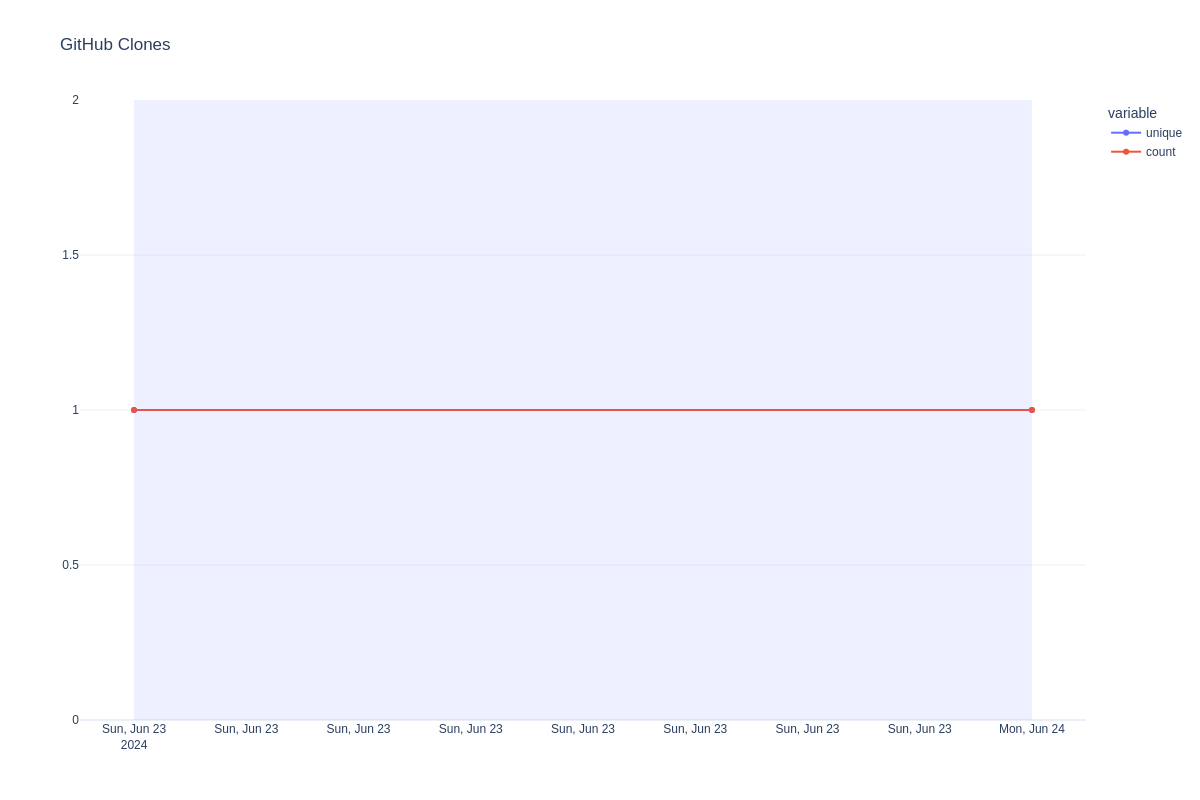 GitHub Clones
2
1.5
1
0.5
0
Sun, Jun 23
2024
Sun, Jun 23
Sun, Jun 23
Sun, Jun 23
Sun, Jun 23
Sun, Jun 23
Sun, Jun 23
Sun, Jun 23
Mon, Jun 24
variable
unique
count